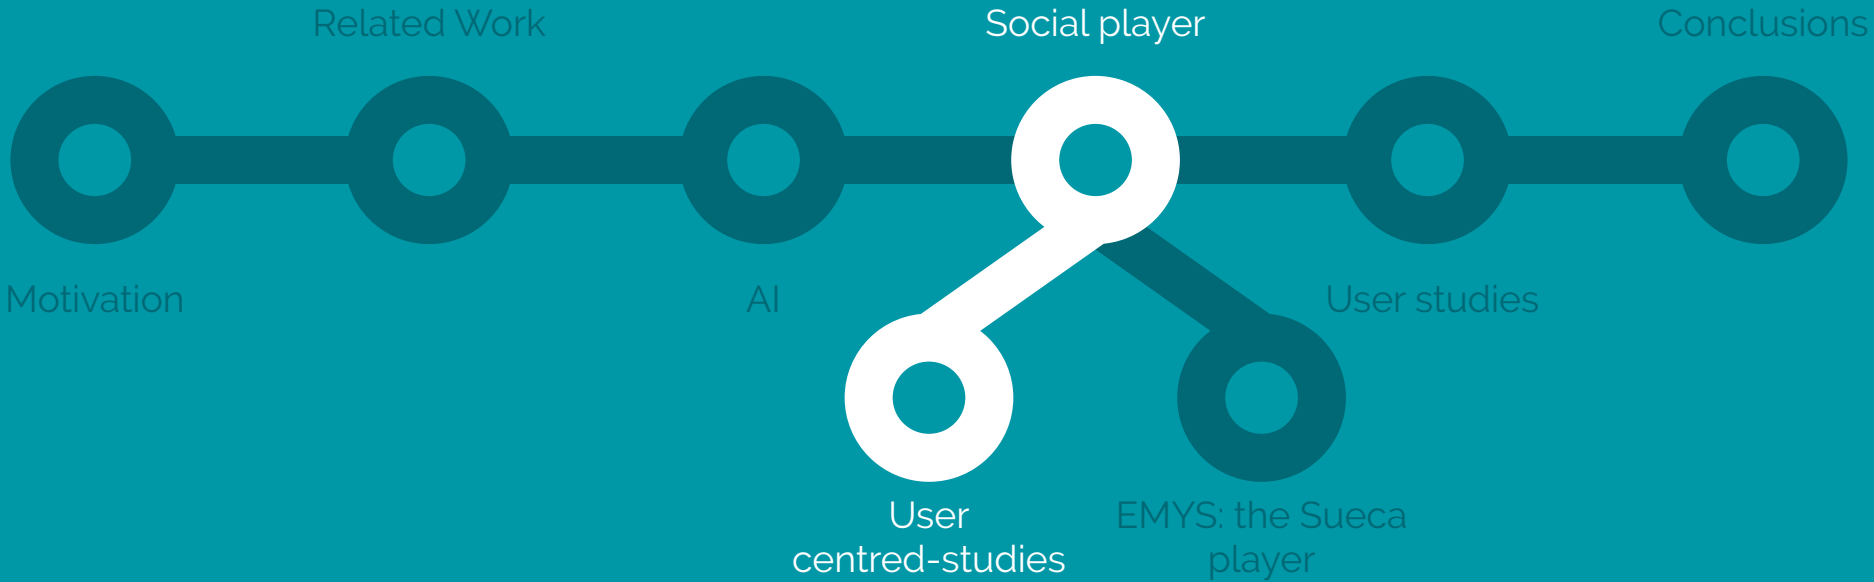 Related Work
Social player
Conclusions
Motivation
AI
User studies
User
centred-studies
EMYS: the Sueca
player